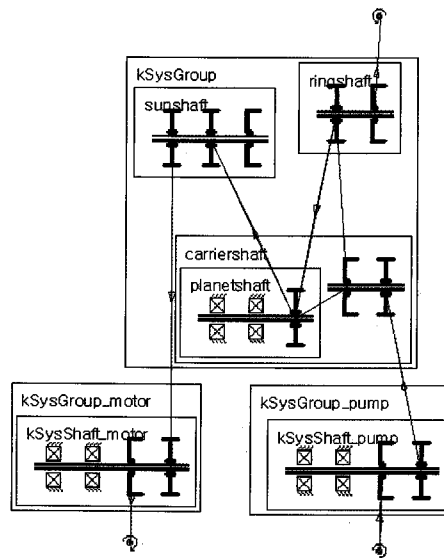 kSysGroup
ringshaft
sunshaft
carriershaft
planetshaft
kSysGroup_motor
kSysGroup_pump
kSysShaft_motor
kSysShaft_pump